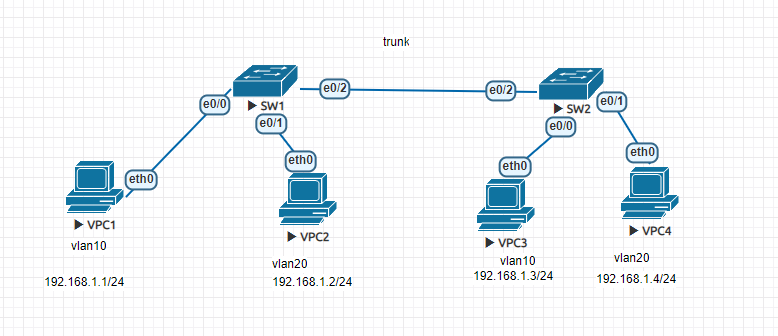 trunk
e0/0
SW1
e0/2
e0/1
e0/2
SW2
e0/1
e0/0
eth0
VPC1
vlan10
192.168.1.1/24
eth0
VPC2
vlan20
192.168.1.2/24
eth0
VPC3
vlan10
192.168.1.3/24
eth0
VPC4
vlan20
192.168.1.4/24